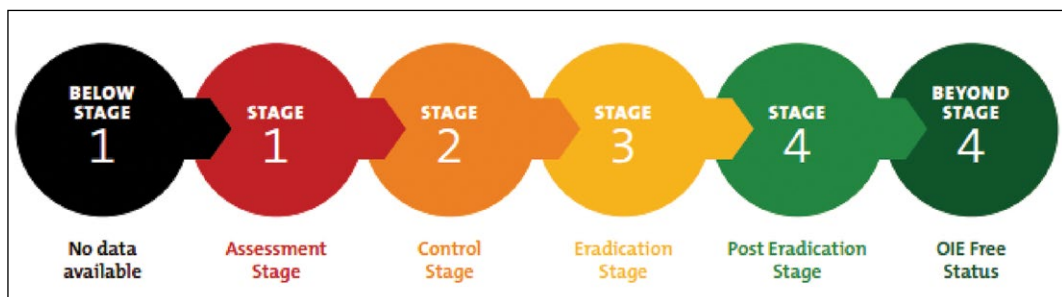 BELOW
STAGE
1
STAGE
1
STAGE
2
STAGE
3
STAGE
4
BEYOND
STAGE
4
No data
available
Assessment
Stage
Control
Stage
Eradication
Stage
Post Eradication
Stage
OIE Free
Status